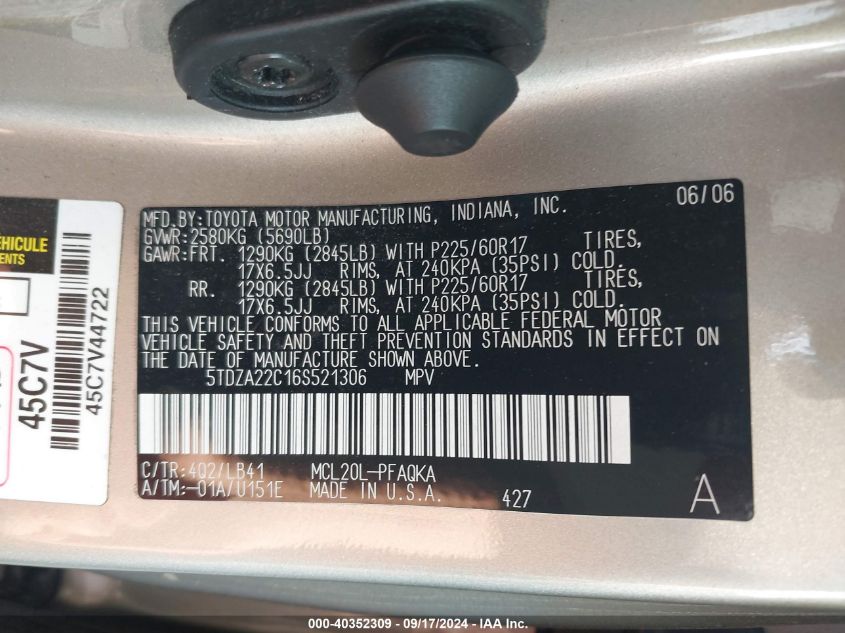 06/06
MFD.BY:TOYOTA MOTOR MANUFACTURING, INDIANA, INC.
GVWR:2580KG (5690LB)
GAWR:FRT. 1290KG (2845LB) WITH P225/60R17 TIRES,
17X6.5JJ RIMS, AT 240KPA (35PSI) COLD.
RR. 1290KG (2845LB) WITH P225/60R17 TIRES,
17X6.5JJ RIMS, AT 240KPA (35PSI) COLD.
THIS VEHICLE CONFORMS TO ALL APPLICABLE FEDERAL MOTOR
VEHICLE SAFETY AND THEFT PREVENTION STANDARDS IN EFFECT ON
THE DATE OF MANUFACTURE SHOWN ABOVE.
5TDZA22C16S521306 MPV
C/TR:4Q2/LB41 MCL20L-PFAQKA
A/TM:-01A/U151E MADE IN U.S.A. 427 A
EHICULE
ENTS
45C7V
45C7V44722
000-40352309 - 09/17/2024 - IAA Inc.